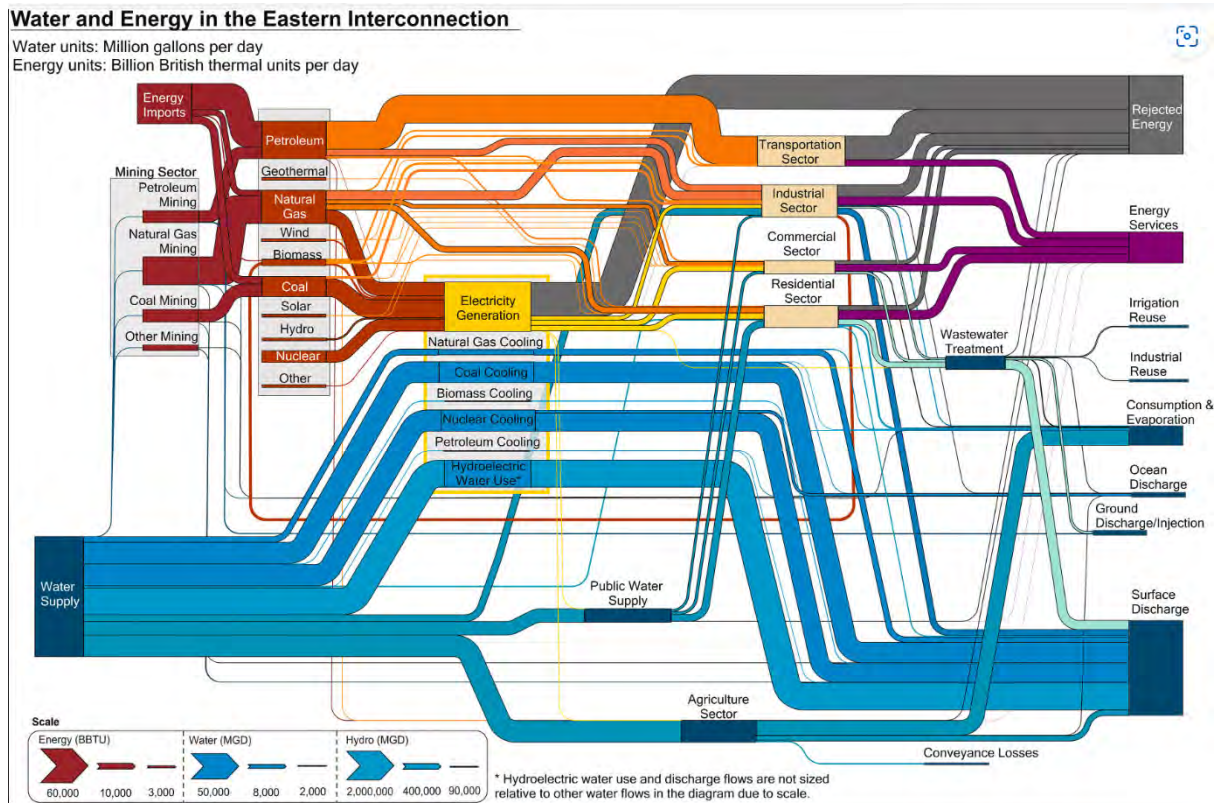 Water and Energy in the Eastern Interconnection
Water units: Million gallons per day
Energy units: Billion British thermal units per day
Energy
Imports
Mining Sector
Petroleum
Mining
Natural Gas
Mining
Coal Mining
Other Mining
Petroleum
Geothermal
Natural
Gas
Wind
Biomass
Coal
Solar
Hydro
Nuclear
Other
Electricity
Generation
Natural Gas Cooling
Coal Cooling
Biomass Cooling
Nuclear Cooling
Petroleum Cooling
Hydroelectric
Water Use*
Transportation
Sector
Industrial
Sector
Commercial
Sector
Residential
Sector
Wastewater
Treatment
Rejected
Energy
Energy
Services
Irrigation
Reuse
Industrial
Reuse
Consumption &
Evaporation
Ocean
Discharge
Ground
Discharge/Injection
Surface
Discharge
Water
Supply
Public Water
Supply
Agriculture
Sector
Conveyance Losses
Scale
Energy (BBTU)
60,000 10,000 3,000
Water (MGD)
50,000 8,000 2,000
Hydro (MGD)
2,000,000 400,000 90,000
* Hydroelectric water use and discharge flows are not sized
relative to other water flows in the diagram due to scale.